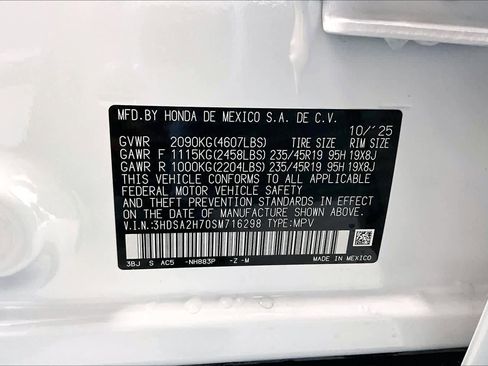 MFD.BY HONDA DE MEXICO S.A. DE C.V.
10/'25
GVWR 2090KG(4607LBS) TIRE SIZE RIM SIZE
GAWR F 1115KG(2458LBS) 235/45R19 95H 19X8J
GAWR R 1000KG(2204LBS) 235/45R19 95H 19X8J
THIS VEHICLE CONFORMS TO ALL APPLICABLE
FEDERAL MOTOR VEHICLE SAFETY
AND THEFT PREVENTION STANDARDS IN EFFECT
ON THE DATE OF MANUFACTURE SHOWN ABOVE.
V.I.N.:3HDSA2H70SM716298 TYPE:MPV
3BJ S AC5 -NH883P -Z -M MADE IN MEXICO